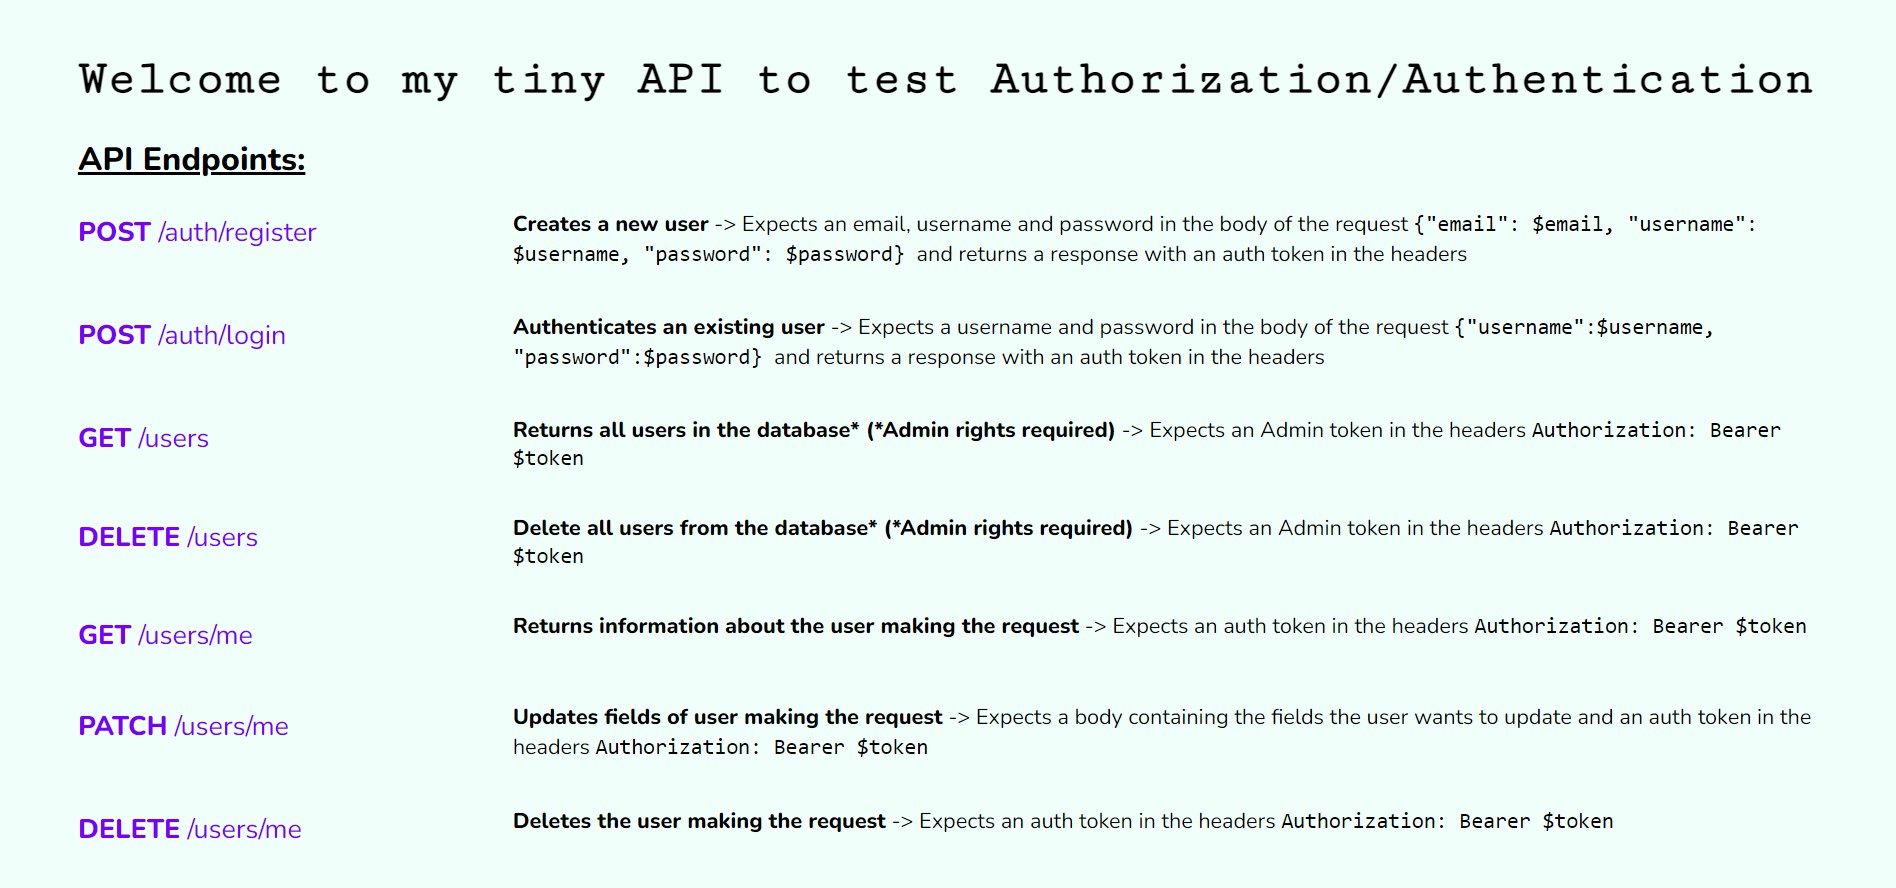 Welcome to my tiny API to test Authorization/Authentication
API Endpoints:
POST /auth/register
Creates a new user -> Expects an email, username and password in the body of the request {"email": $email, "username":
$username, "password": $password} and returns a response with an auth token in the headers
POST /auth/login
Authenticates an existing user -> Expects a username and password in the body of the request {"username":$username,
"password":$password} and returns a response with an auth token in the headers
GET /users
Returns all users in the database* (*Admin rights required) -> Expects an Admin token in the headers Authorization: Bearer
$token
DELETE /users
Delete all users from the database* (*Admin rights required) -> Expects an Admin token in the headers Authorization: Bearer
$token
GET /users/me
Returns information about the user making the request -> Expects an auth token in the headers Authorization: Bearer $token
PATCH /users/me
Updates fields of user making the request -> Expects a body containing the fields the user wants to update and an auth token in the
headers Authorization: Bearer $token
DELETE /users/me
Deletes the user making the request -> Expects an auth token in the headers Authorization: Bearer $token